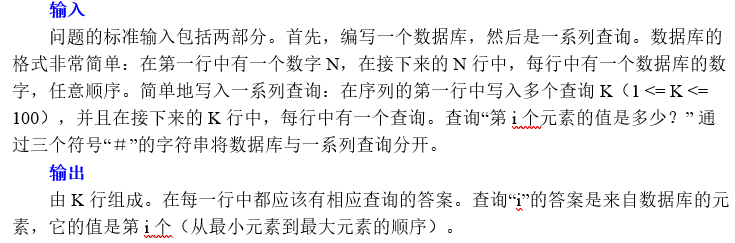 输入
问题的标准输入包括两部分。首先，编写一个数据库，然后是一系列查询。数据库的
格式非常简单：在第一行中有一个数字 N，在接下来的 N 行中，每行中有一个数据库的数
字，任意顺序。简单地写入一系列查询：在序列的第一行中写入多个查询 K（1 <= K <=
100），并且在接下来的 K 行中，每行中有一个查询。查询“第 i 个元素的值是多少？” 通
过三个符号“＃”的字符串将数据库与一系列查询分开。
输出
由 K 行组成。在每一行中都应该有相应查询的答案。查询“i”的答案是来自数据库的元
素，它的值是第 i 个（从最小元素到最大元素的顺序）。